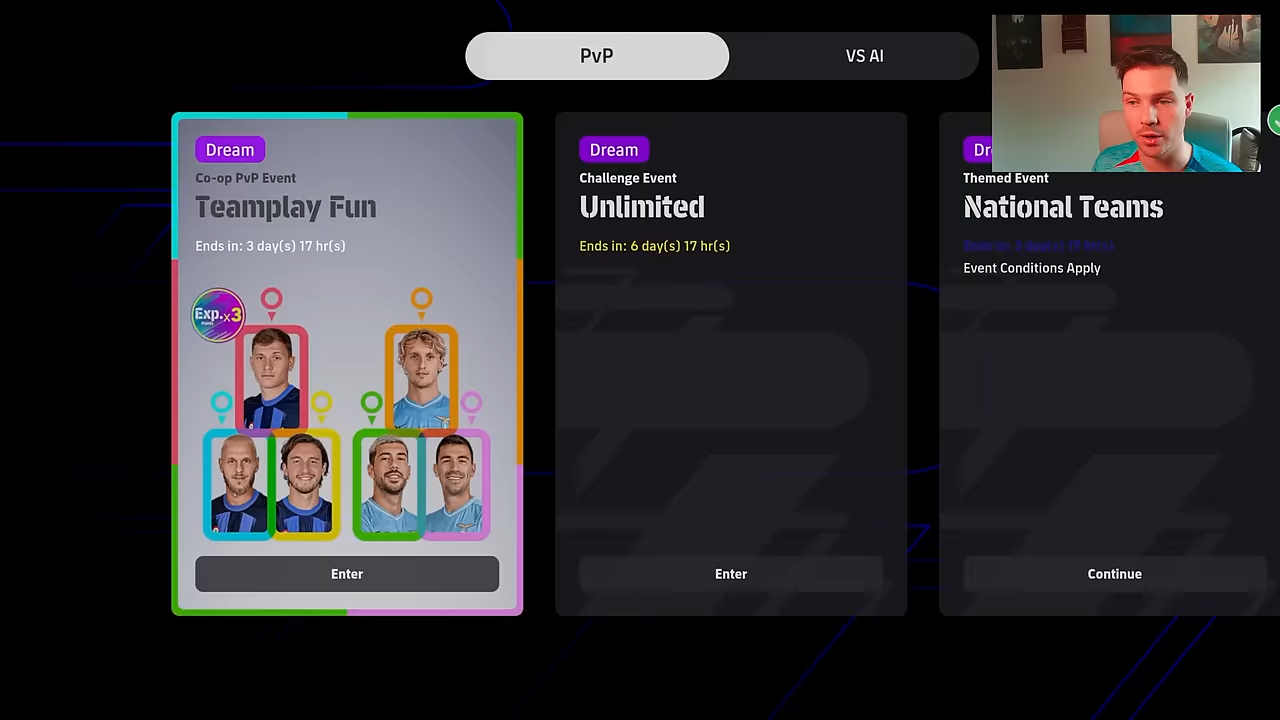 PvP
VS AI
Dream
Co-op PvP Event
Teamplay Fun
Ends in: 3 day(s) 17 hr(s)
Exp.x3
Points
Enter
Dream
Challenge Event
Unlimited
Ends in: 6 day(s) 17 hr(s)
Enter
Dr
Themed Event
National Teams
Event Conditions Apply
Continue